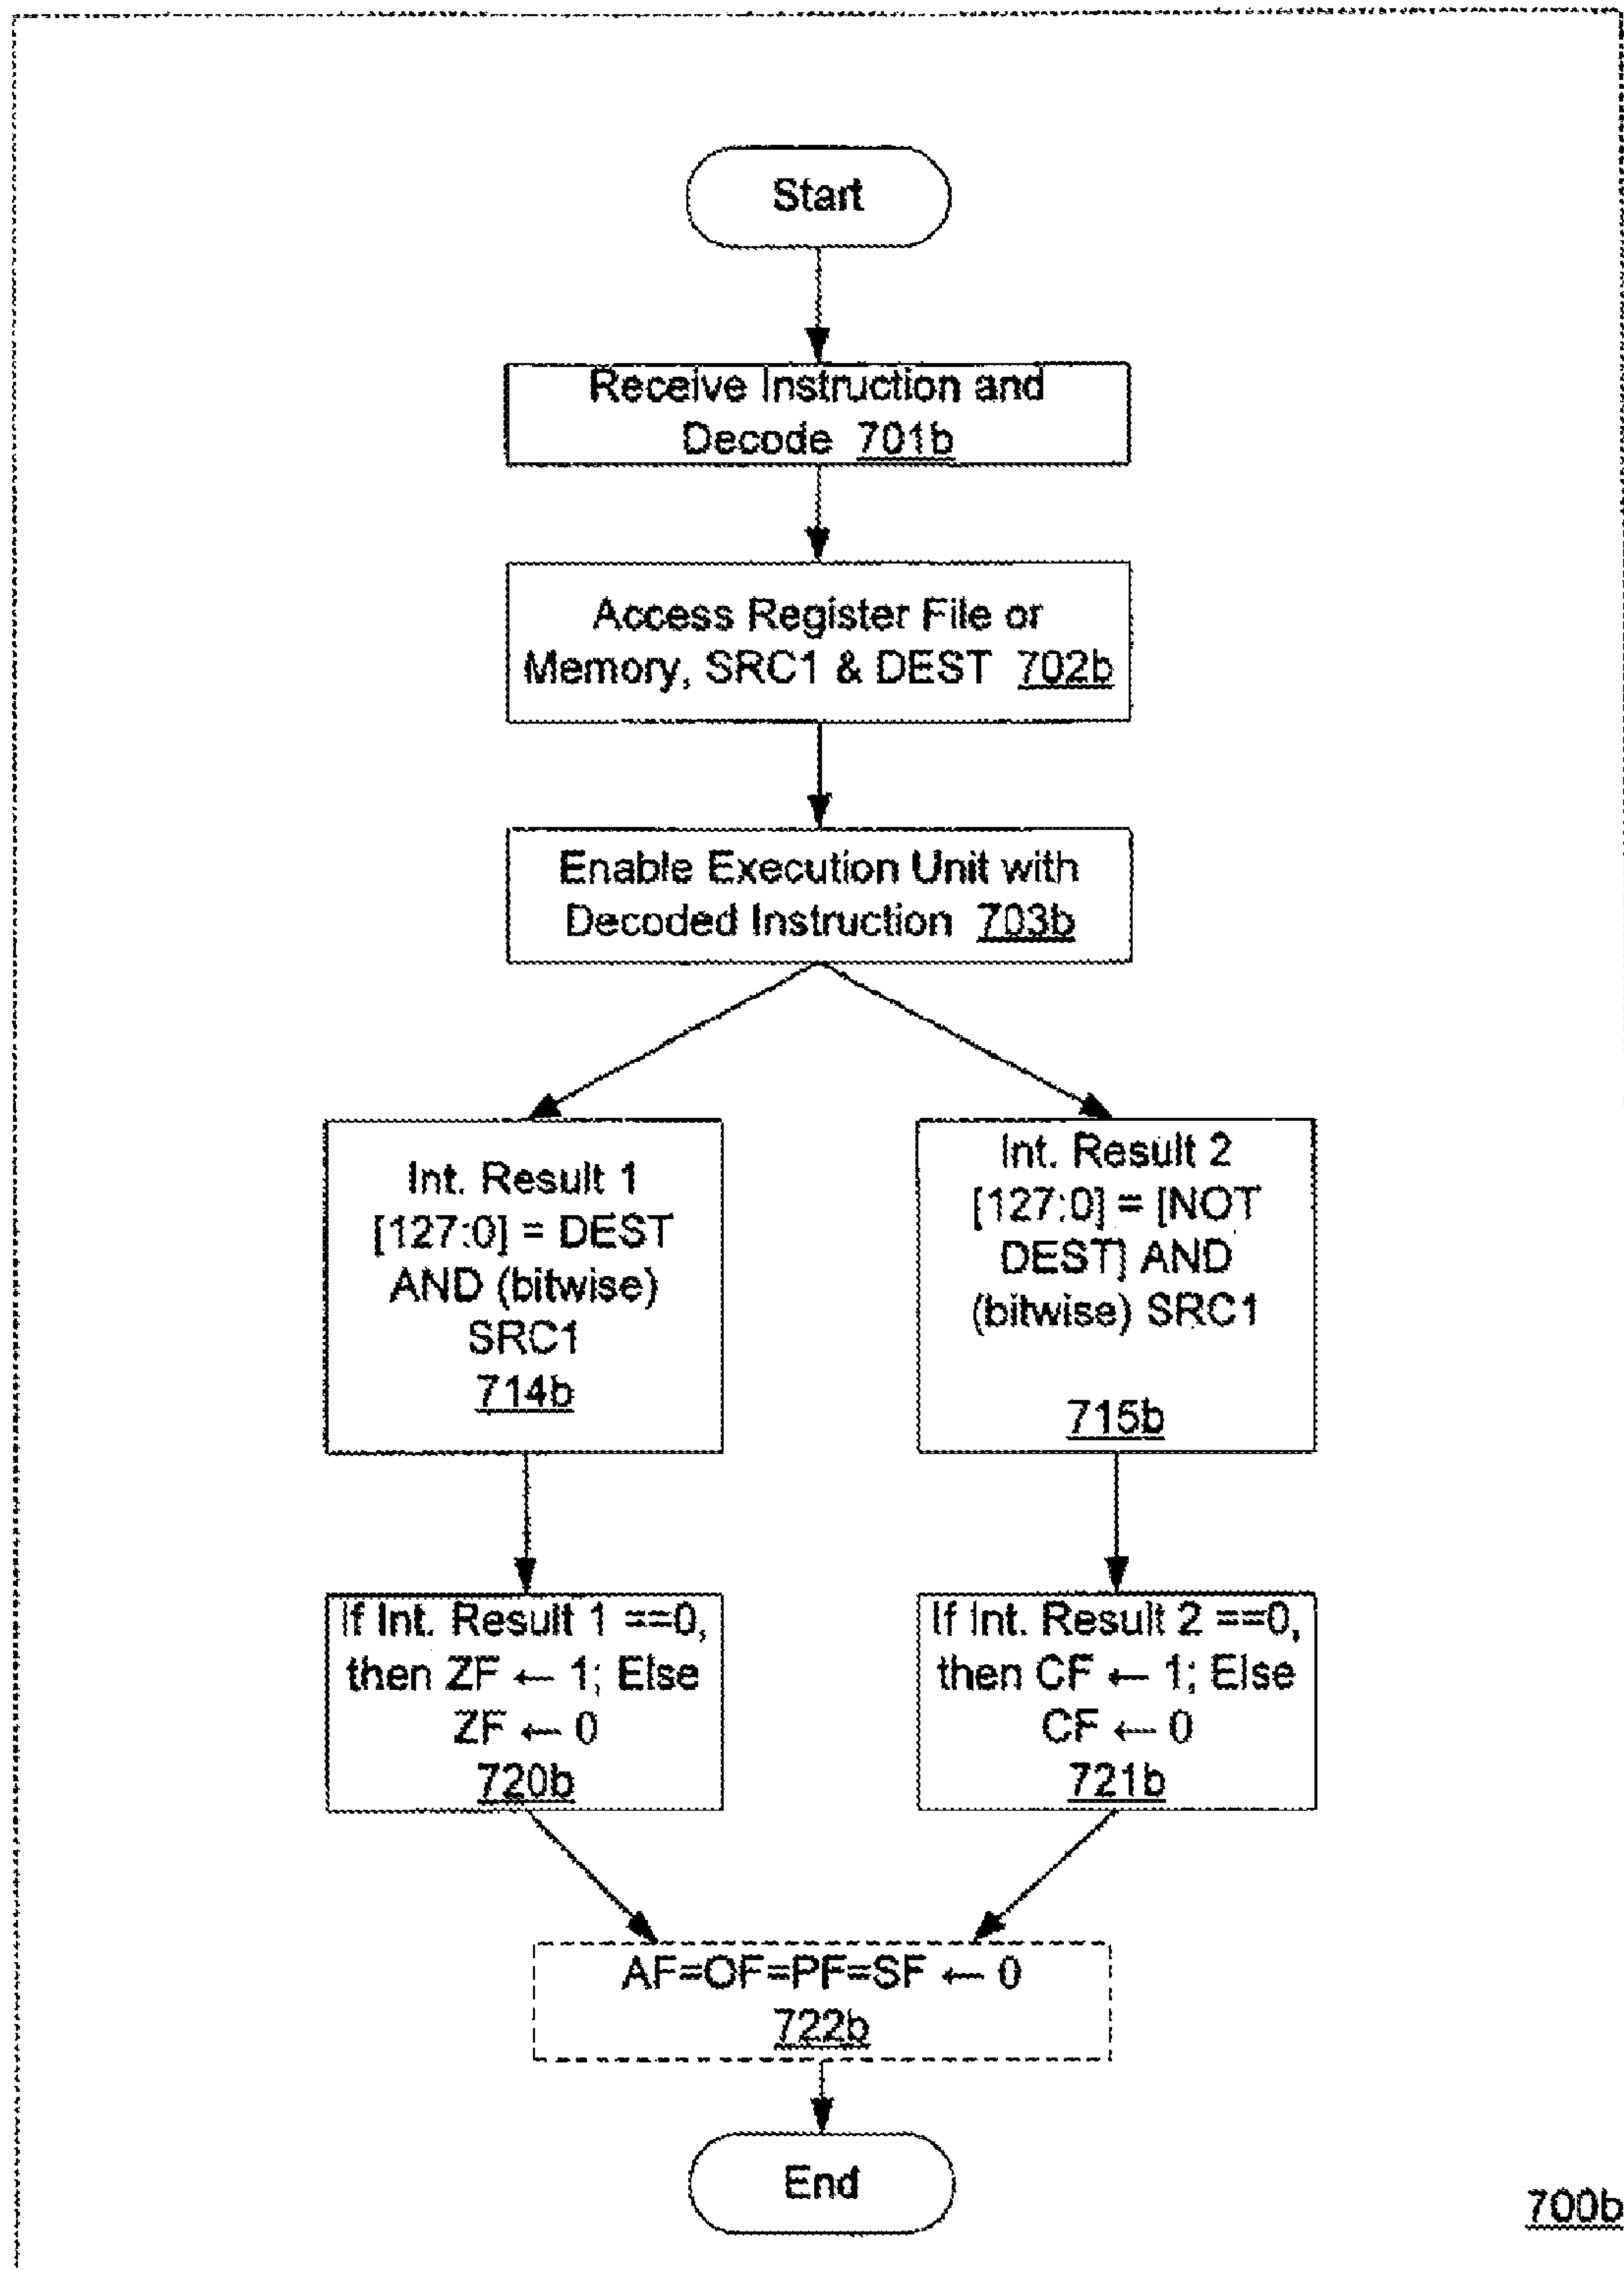 Start
Receive Instruction and
Decode 701b
Access Register File or
Memory, SRC1 & DEST 702b
Enable Execution Unit with
Decoded Instruction 703b
Int. Result 1
[127:0] = DEST
AND (bitwise)
SRC1
714b
Int. Result 2
[127:0] = [NOT
DEST] AND
(bitwise) SRC1
715b
If Int. Result 1 ==0,
then ZF ← 1; Else
ZF ← 0
720b
If Int. Result 2 ==0,
then CF ← 1; Else
CF ← 0
721b
AF=OF=PF=SF ← 0
722b
End
700b